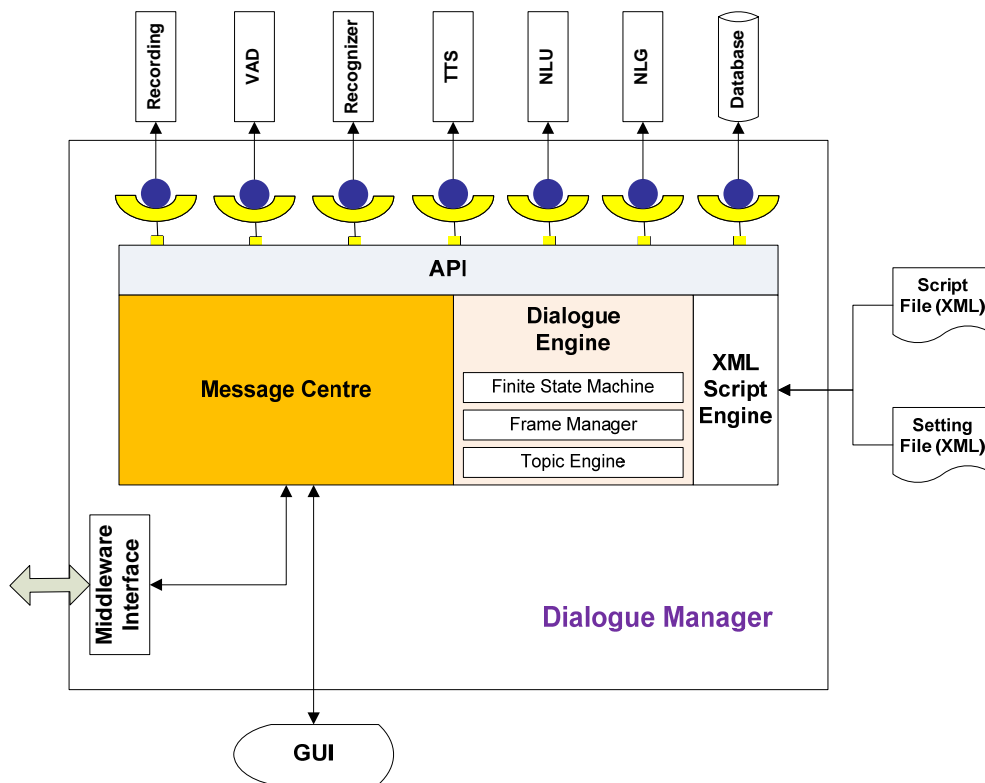 Recording
VAD
Recognizer
TTS
NLU
NLG
Database
API
Message Centre
Dialogue
Engine
Finite State Machine
Frame Manager
Topic Engine
XML
Script
Engine
Script
File (XML)
Setting
File (XML)
Middleware
Interface
Dialogue Manager
GUI